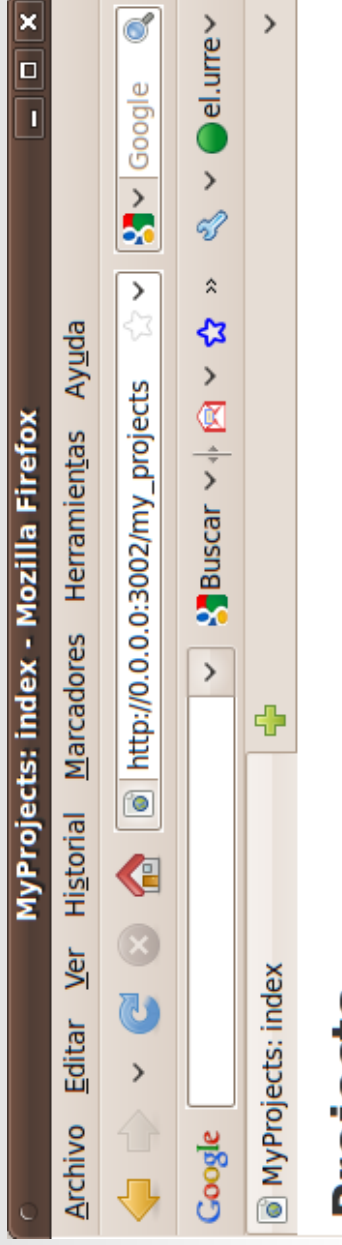 MyProjects: index - Mozilla Firefox
Archivo Editar Ver Historial Marcadores Herramientas Ayuda
http://0.0.0.0:3002/my_projects Google
Google Buscar » el.urre
MyProjects: index